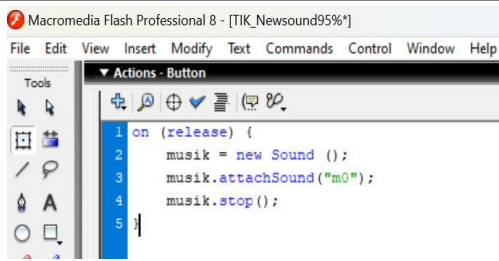 Macromedia Flash Professional 8 - [TIK_Newsound95%*]
File Edit View Insert Modify Text Commands Control Window Help
Tools
▼ Actions - Button
1 on (release) {
2 musik = new Sound ();
3 musik.attachSound("m0");
4 musik.stop();
5 }